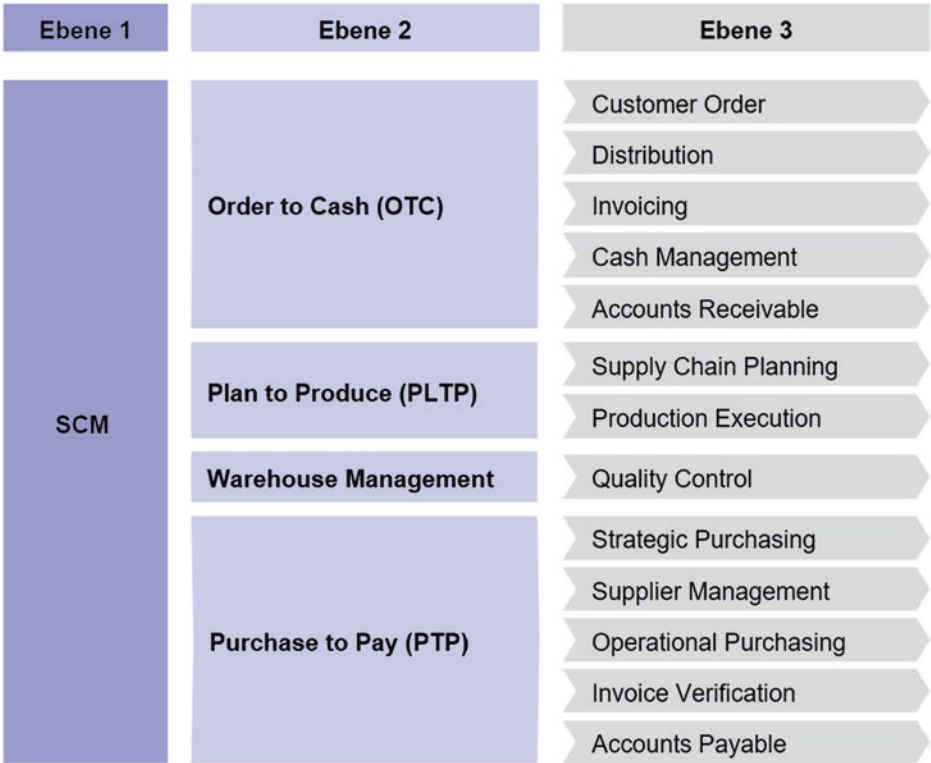 Ebene 1
Ebene 2
Ebene 3
SCM
Order to Cash (OTC)
Customer Order
Distribution
Invoicing
Cash Management
Accounts Receivable
Plan to Produce (PLTP)
Supply Chain Planning
Production Execution
Warehouse Management
Quality Control
Purchase to Pay (PTP)
Strategic Purchasing
Supplier Management
Operational Purchasing
Invoice Verification
Accounts Payable